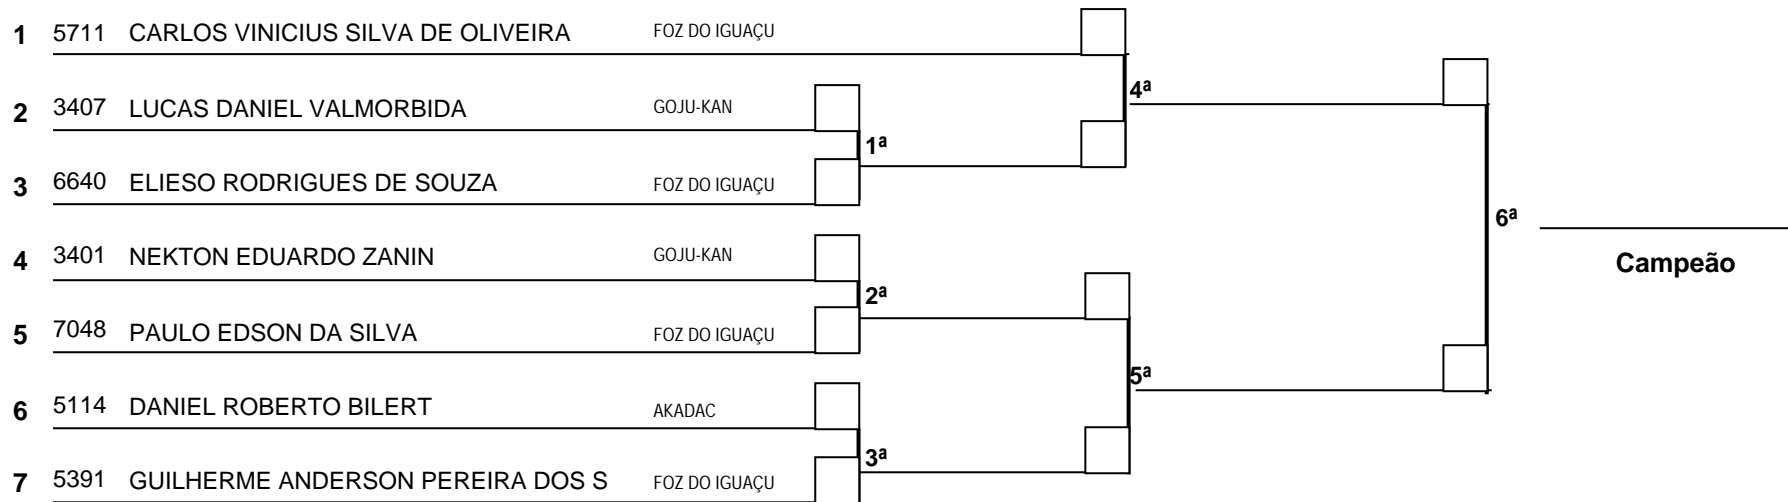 1 5711 CARLOS VINICIUS SILVA DE OLIVEIRA FOZ DO IGUAÇU
4ª
2 3407 LUCAS DANIEL VALMORBIDA GOJU-KAN
1ª
3 6640 ELIESO RODRIGUES DE SOUZA FOZ DO IGUAÇU
6ª
4 3401 NEKTON EDUARDO ZANIN GOJU-KAN
Campeão
2ª
5 7048 PAULO EDSON DA SILVA FOZ DO IGUAÇU
5ª
6 5114 DANIEL ROBERTO BILERT AKADAC
3ª
7 5391 GUILHERME ANDERSON PEREIRA DOS S FOZ DO IGUAÇU